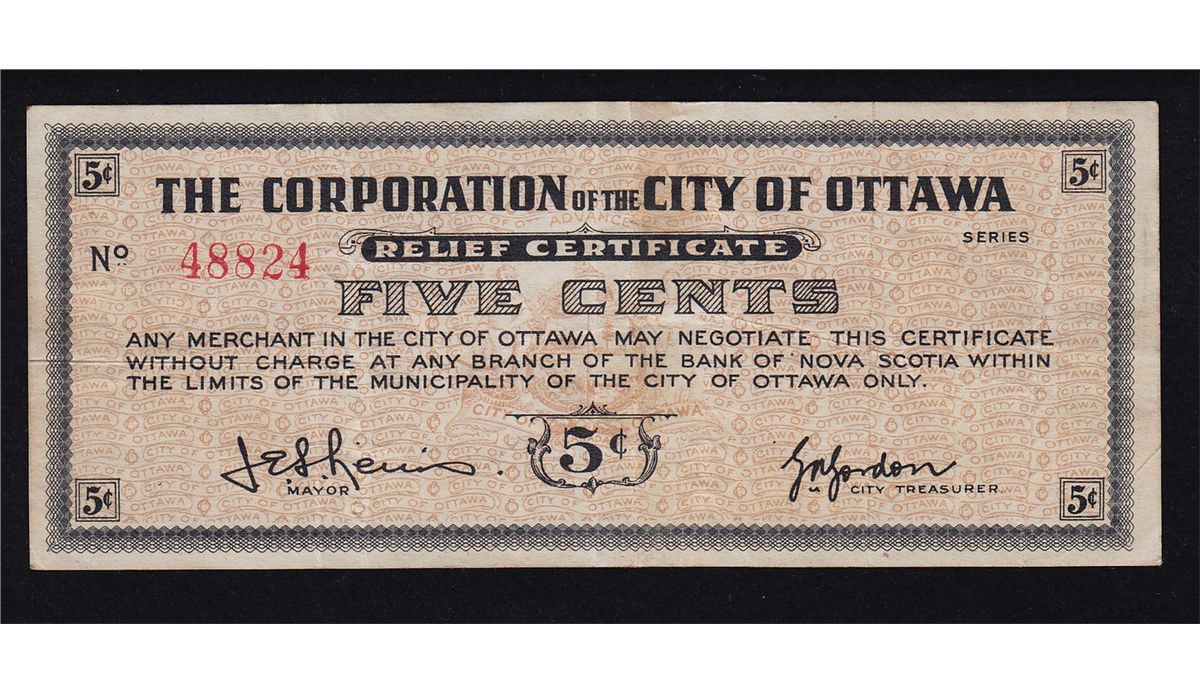 5¢ 5¢
THE CORPORATION OF THE CITY OF OTTAWA
RELIEF CERTIFICATE
SERIES
Nº 48824
FIVE CENTS
ANY MERCHANT IN THE CITY OF OTTAWA MAY NEGOTIATE THIS CERTIFICATE
WITHOUT CHARGE AT ANY BRANCH OF THE BANK OF NOVA SCOTIA WITHIN
THE LIMITS OF THE MUNICIPALITY OF THE CITY OF OTTAWA ONLY.
5¢
Gordon
MAYOR
CITY TREASURER
5¢ 5¢